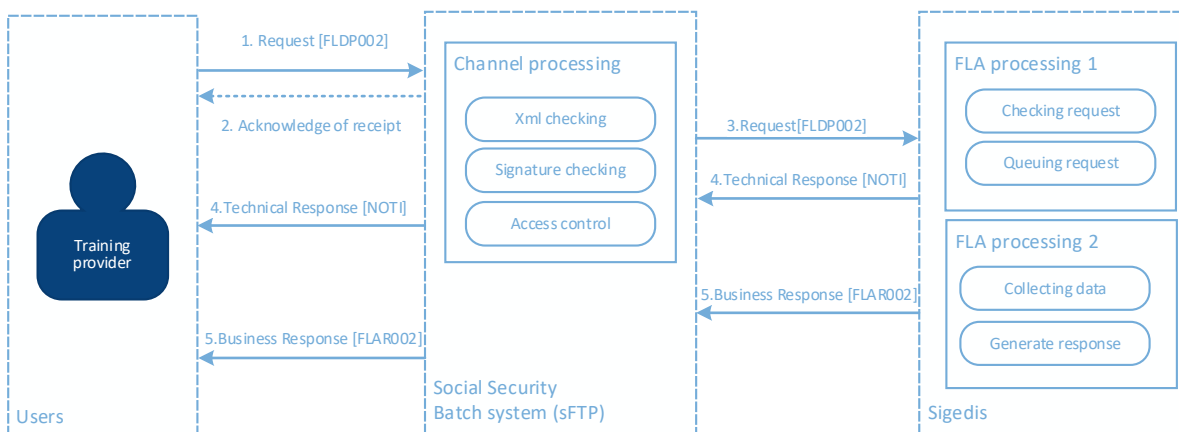 1. Request [FLDP002]
2. Acknowledge of receipt
4.Technical Response [NOTI]
5.Business Response [FLAR002]
Training
provider
Users
Channel processing
Xml checking
Signature checking
Access control
Social Security
Batch system (sFTP)
3.Request[FLDP002]
4.Technical Response [NOTI]
5.Business Response [FLAR002]
FLA processing 1
Checking request
Queuing request
FLA processing 2
Collecting data
Generate response
Sigedis